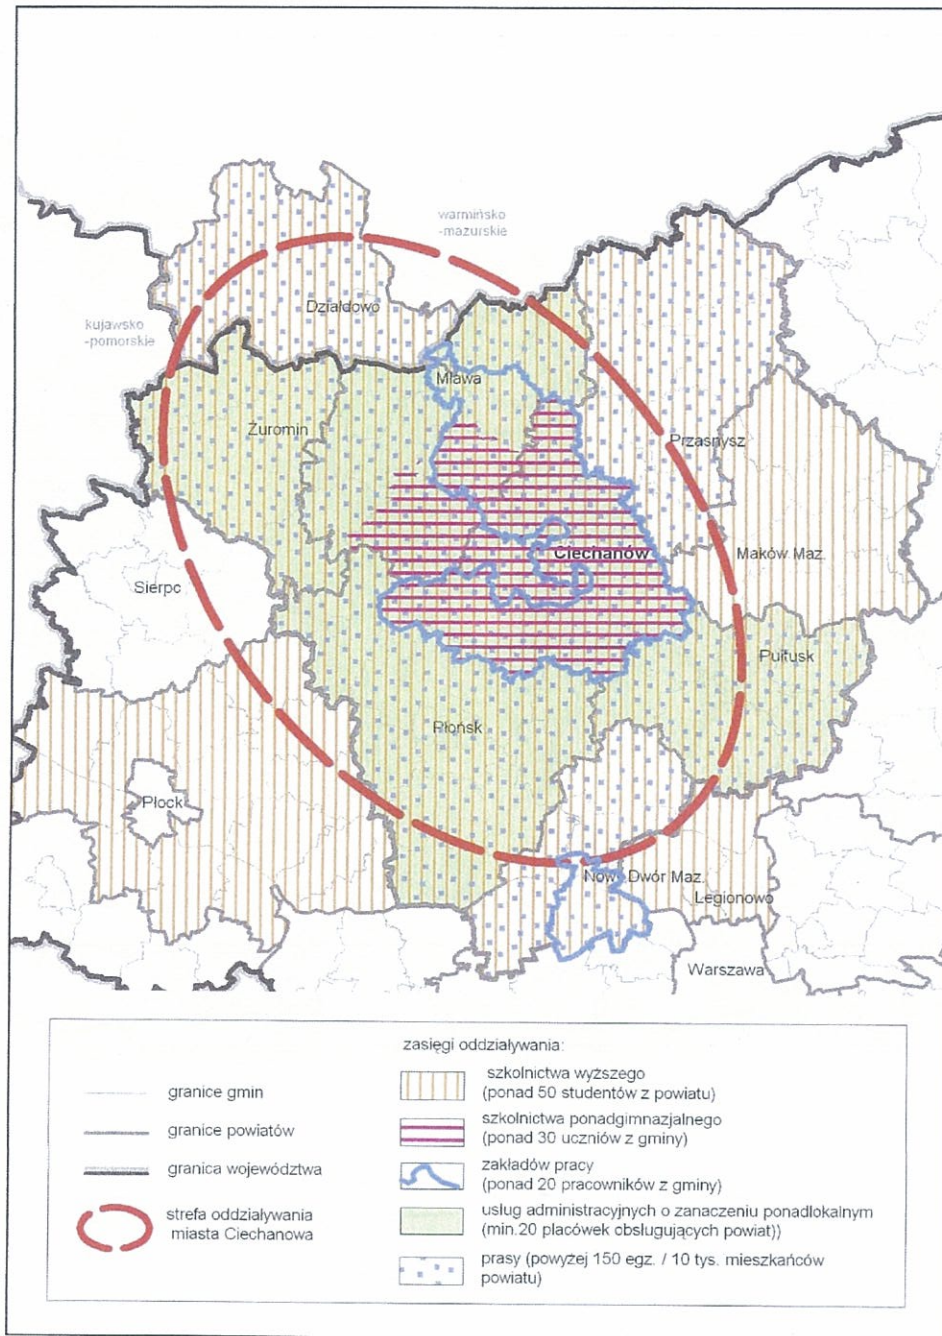 warmińsko
-mazurskie
Działdowo
kujawsko
-pomorskie
Mława
Żuromin
Przasnysz
Ciechanów
Maków Maz.
Sierpc
Pułtusk
Płońsk
Płock
Nowy Dwór Maz.
Legionowo
Warszawa
zasięgi oddziaływania:
granice gmin
granice powiatów
granica województwa
strefa oddziaływania
miasta Ciechanowa
szkolnictwa wyższego
(ponad 50 studentów z powiatu)
szkolnictwa ponadgimnazjalnego
(ponad 30 uczniów z gminy)
zakładów pracy
(ponad 20 pracowników z gminy)
usług administracyjnych o zanaczeniu ponadlokalnym
(min.20 placówek obsługujących powiat))
prasy (powyżej 150 egz. / 10 tys. mieszkańców
powiatu)